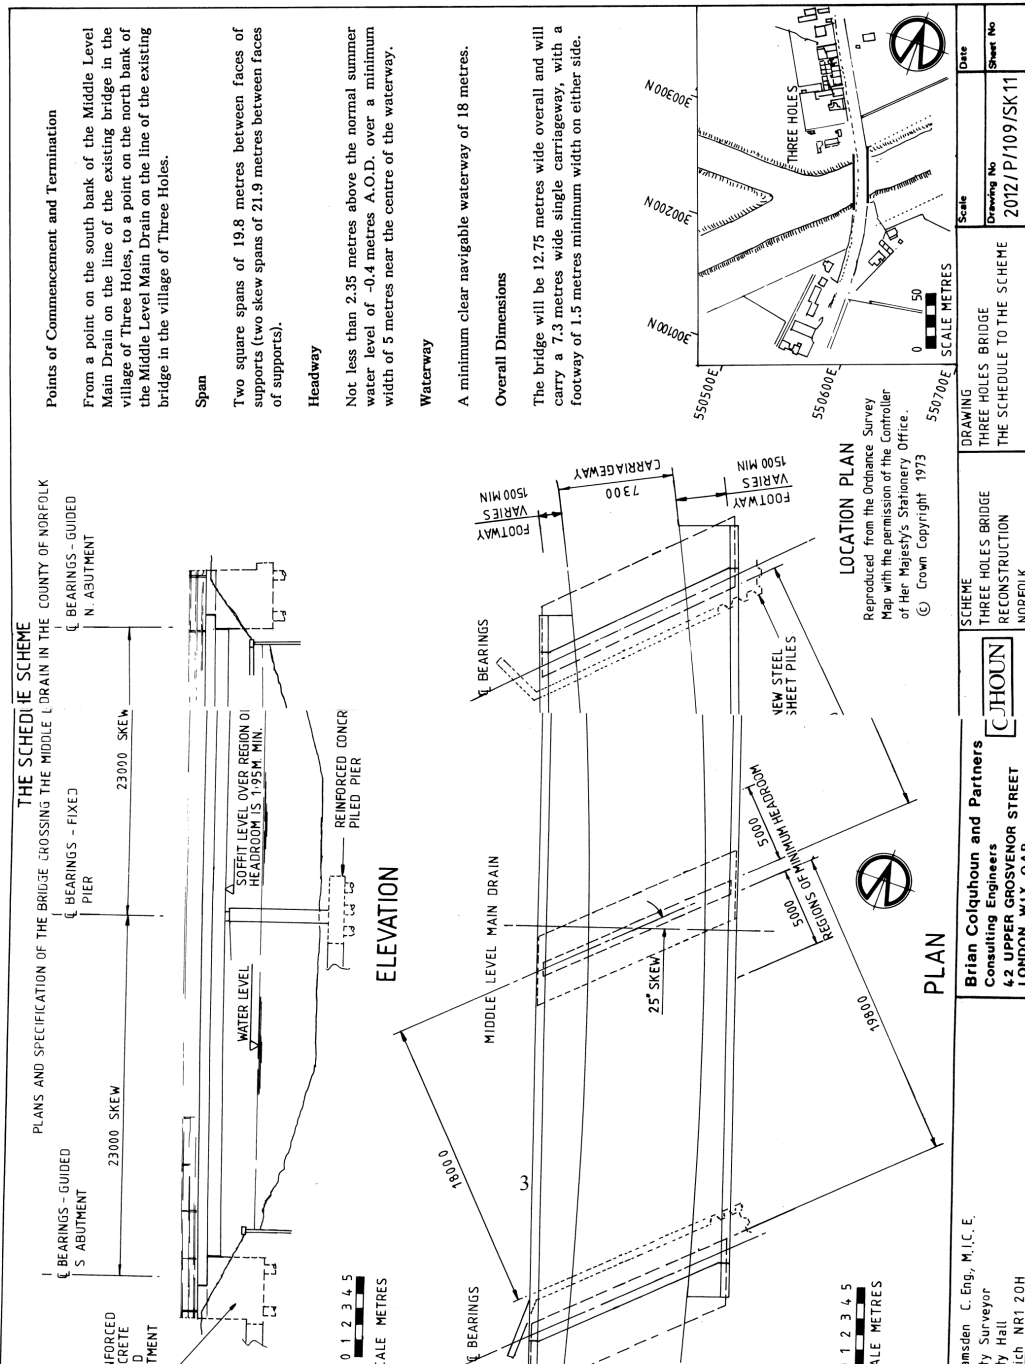 THE SCHEDULE
THE SCHEME
PLANS AND SPECIFICATION OF THE BRIDGE CROSSING THE MIDDLE L
DRAIN IN THE COUNTY OF NORFOLK
℄ BEARINGS - GUIDED
S ABUTMENT
23000 SKEW
℄ BEARINGS - FIXED
PIER
23000 SKEW
℄ BEARINGS - GUIDED
N. ABUTMENT
WATER LEVEL
SOFFIT LEVEL OVER REGION O
HEADROOM IS 1·95M. MIN.
REINFORCED CONCR
PILED PIER
NFORCED
CRETE
D
TMENT
ELEVATION
0 1 2 3 4 5
CALE METRES
℄ BEARINGS
18000
3
MIDDLE LEVEL MAIN DRAIN
25° SKEW
5000
5000
REGIONS OF MINIMUM HEADROOM
19800
℄ BEARINGS
NEW STEEL
SHEET PILES
FOOTWAY
VARIES
1500 MIN
7300
CARRIAGEWAY
FOOTWAY
VARIES
1500 MIN
PLAN
0 1 2 3 4 5
ALE METRES
Points of Commencement and Termination
From a point on the south bank of the Middle Level
Main Drain on the line of the existing bridge in the
village of Three Holes, to a point on the north bank of
the Middle Level Main Drain on the line of the existing
bridge in the village of Three Holes.
Span
Two square spans of 19.8 metres between faces of
supports (two skew spans of 21.9 metres between faces
of supports).
Headway
Not less than 2.35 metres above the normal summer
water level of -0.4 metres A.O.D. over a minimum
width of 5 metres near the centre of the waterway.
Waterway
A minimum clear navigable waterway of 18 metres.
Overall Dimensions
The bridge will be 12.75 metres wide overall and will
carry a 7.3 metres wide single carriageway, with a
footway of 1.5 metres minimum width on either side.
300100N
300200N
300300N
550500E
550600E
550700E
THREE HOLES
0 50
SCALE METRES
LOCATION PLAN
Reproduced from the Ordnance Survey
Map with the permission of the Controller
of Her Majesty's Stationery Office.
© Crown Copyright 1973
amsden C. Eng., M.I.C.E.
ty Surveyor
ty Hall
ich NR1 2DH
Brian Colquhoun and Partners
Consulting Engineers
42 UPPER GROSVENOR STREET
SCHEME
THREE HOLES BRIDGE
RECONSTRUCTION
NORFOLK
DRAWING
THREE HOLES BRIDGE
THE SCHEDULE TO THE SCHEME
Scale
Date
Drawing No
2012/P/109/SK11
Sheet No